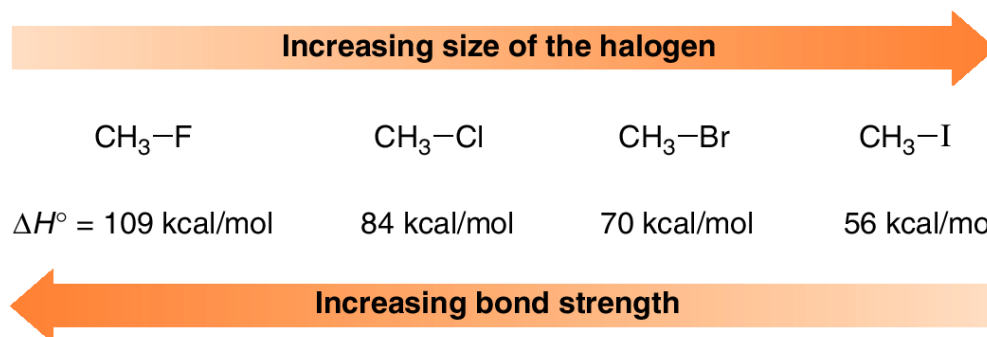 Increasing size of the halogen
CH₃—F CH₃—Cl CH₃—Br CH₃—I
ΔH° = 109 kcal/mol 84 kcal/mol 70 kcal/mol 56 kcal/mo
Increasing bond strength